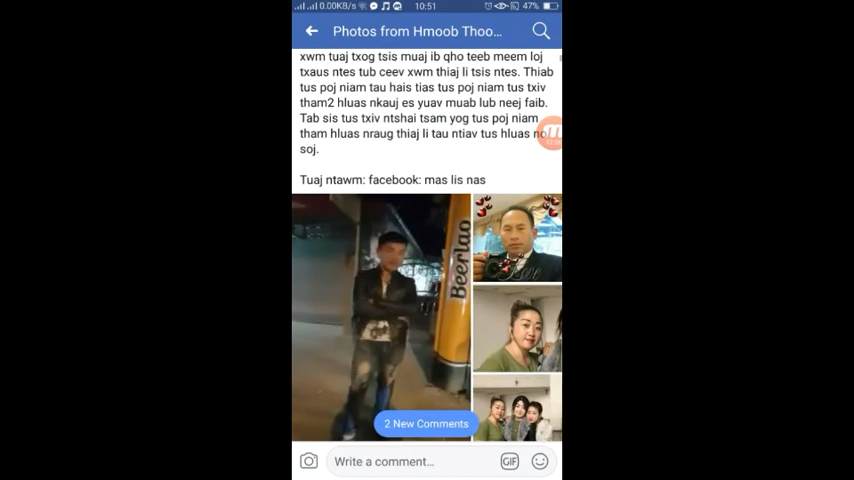 0.00KB/s
10:51
47%
Photos from Hmoob Thoo...
xwm tuaj txog tsis muaj ib qho teeb meem loj
txaus ntes tub ceev xwm thiaj li tsis ntes. Thiab
tus poj niam tau hais tias tus poj niam tus txiv
tham2 hluas nkauj es yuav muab lub neej faib.
Tab sis tus txiv ntshai tsam yog tus poj niam
tham hluas nraug thiaj li tau ntiav tus hluas no
soj.
Tuaj ntawm: facebook: mas lis nas
Beerlao
Love
2 New Comments
Write a comment...
GIF